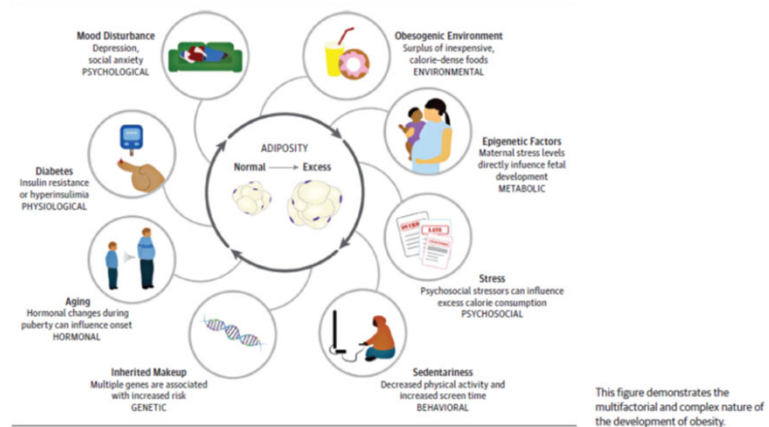 Mood Disturbance
Depression,
social anxiety
PSYCHOLOGICAL
Obesogenic Environment
Surplus of inexpensive,
calorie-dense foods
ENVIRONMENTAL
Epigenetic Factors
Maternal stress levels
directly infuence fetal
development
METABOLIC
Stress
Psychosocial stressors can influence
excess calorie consumption
PSYCHOSOCIAL
Sedentariness
Decreased physical activity and
increased screen time
BEHAVIORAL
Inherited Makeup
Multiple genes are associated
with increased risk
GENETIC
Aging
Hormonal changes during
puberty can influence onset
HORMONAL
Diabetes
Insulin resistance
or hyperinsulimia
PHYSIOLOGICAL
ADIPOSITY
Normal Excess
LATE
This figure demonstrates the
multifactorial and complex nature of
the development of obesity.